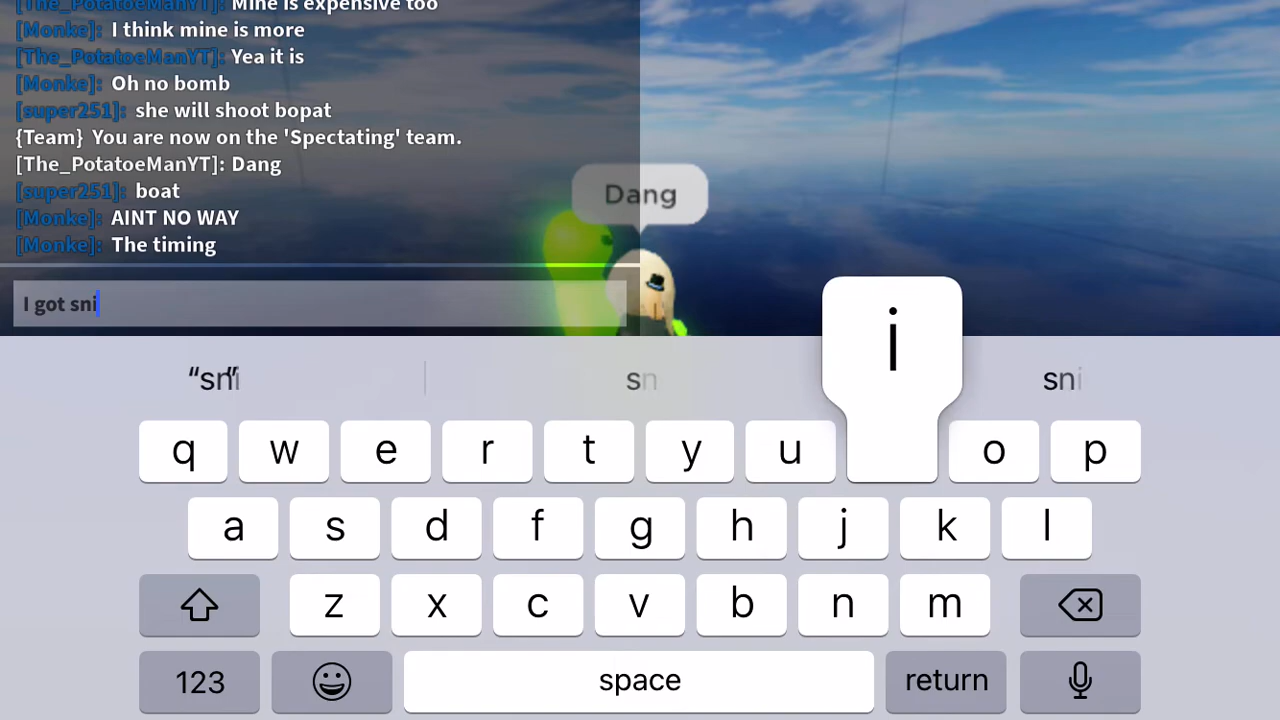 [The_PotatoeManYT]: Mine is expensive too
[Monke]: I think mine is more
[The_PotatoeManYT]: Yea it is
[Monke]: Oh no bomb
[super251]: she will shoot bopat
{Team} You are now on the 'Spectating' team.
[The_PotatoeManYT]: Dang
[super251]: boat
[Monke]: AINT NO WAY
[Monke]: The timing
Dang
I got sni
“sni” sn sni
i
q w e r t y u o p
a s d f g h j k l
z x c v b n m
123 space return